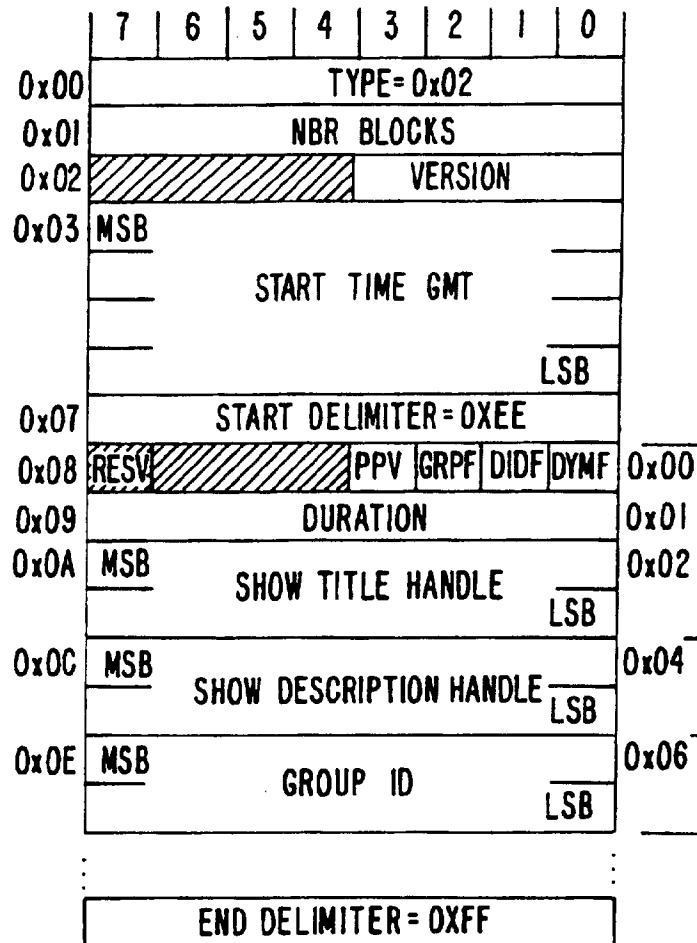 7 6 5 4 3 2 1 0
0x00 TYPE=0x02
0x01 NBR BLOCKS
0x02 VERSION
0x03 MSB
START TIME GMT
LSB
0x07 START DELIMITER=0XEE
0x08 RESV PPV GRPF DIDF DYMF 0x00
0x09 DURATION 0x01
0x0A MSB 0x02
SHOW TITLE HANDLE
LSB
0x0C MSB 0x04
SHOW DESCRIPTION HANDLE
LSB
0x0E MSB 0x06
GROUP ID
LSB
END DELIMITER=0XFF